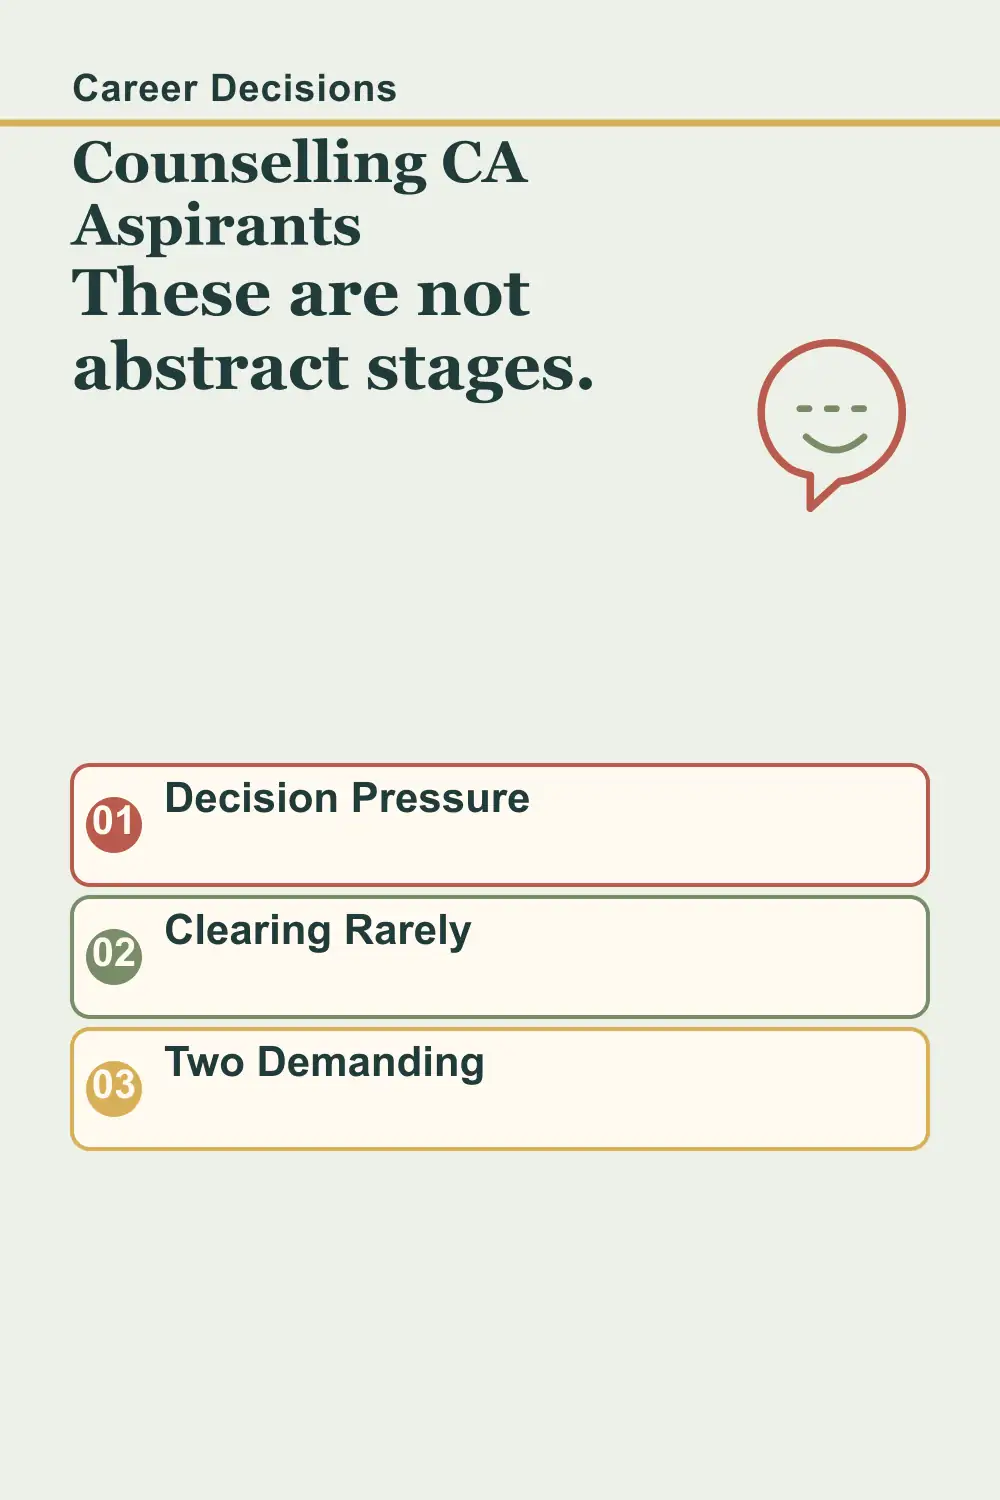 Career Decisions
Counselling CA
Aspirants
These are not
abstract stages.
01
Decision Pressure
02
Clearing Rarely
03
Two Demanding